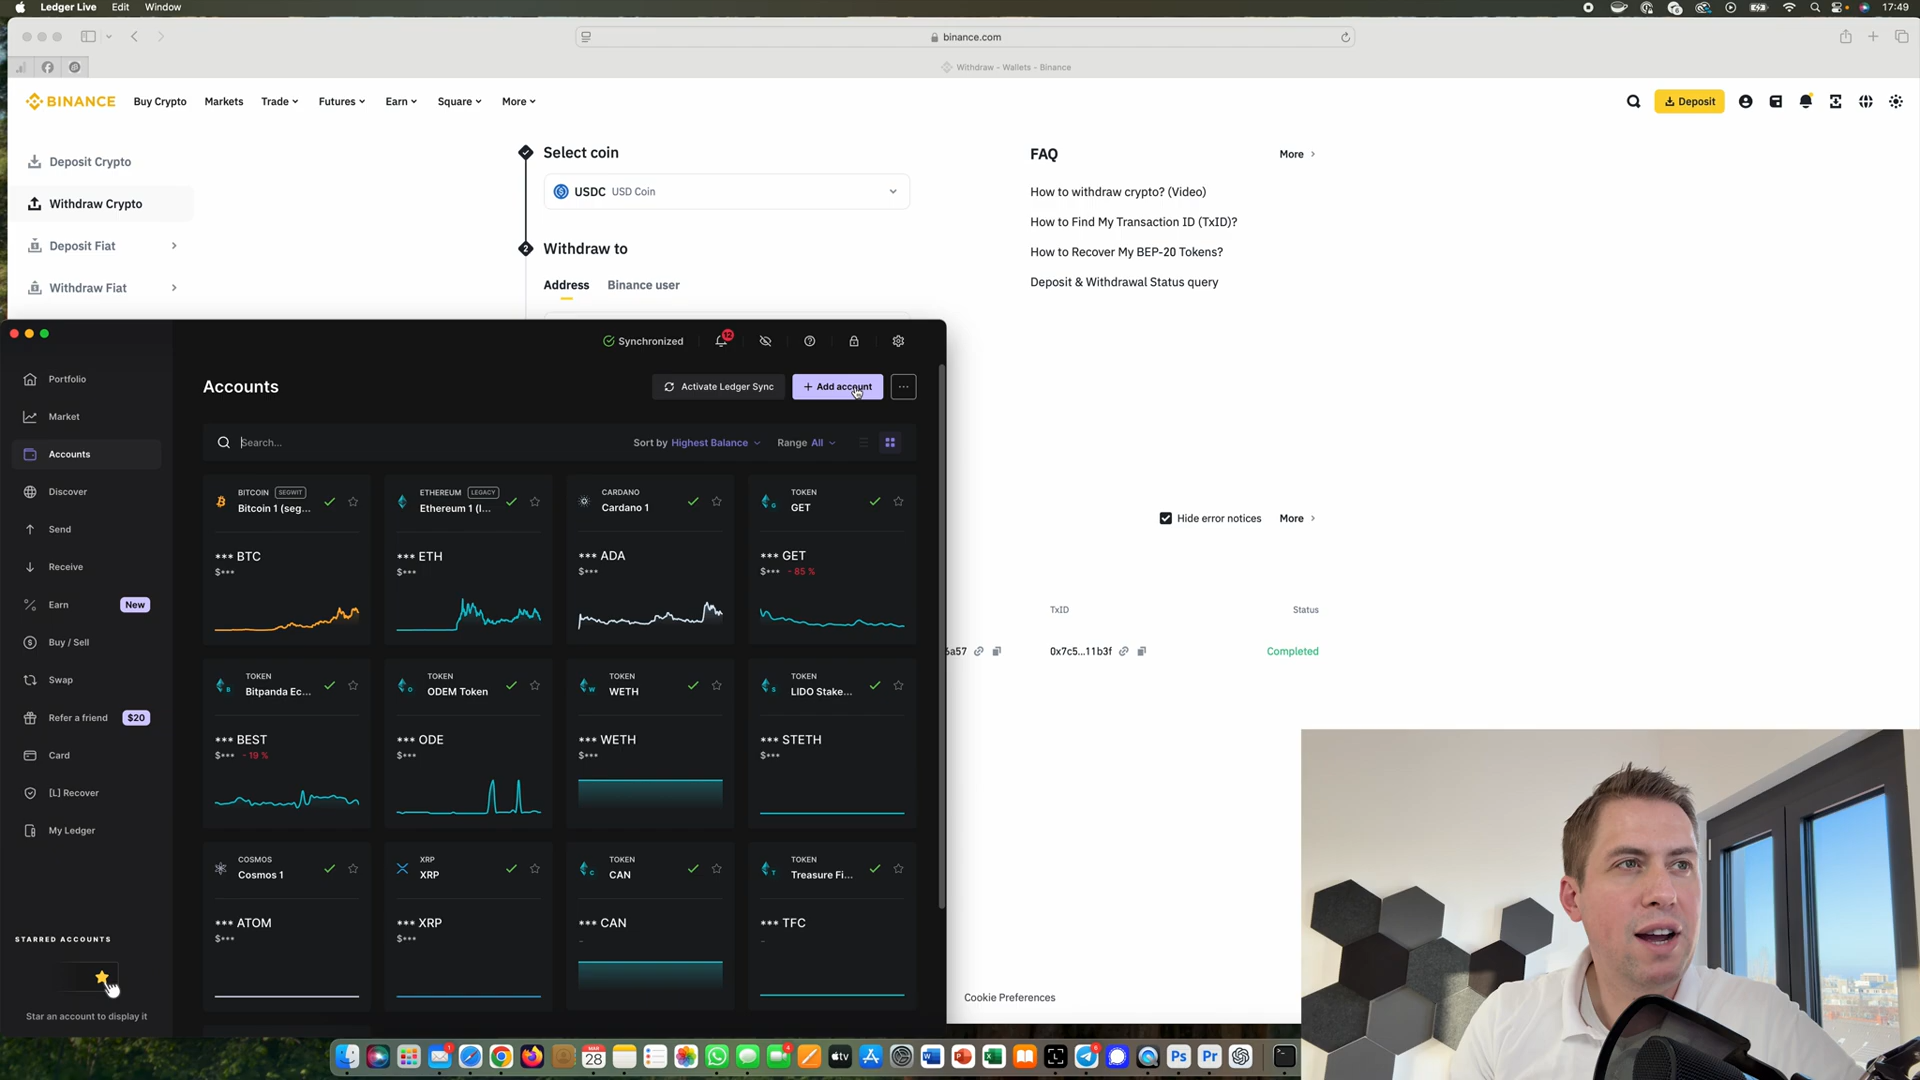 Ledger Live Edit Window 17:49
binance.com
Withdraw - Wallets - Binance
BINANCE Buy Crypto Markets Trade Futures Earn Square More Deposit
Deposit Crypto
Withdraw Crypto
Deposit Fiat
Withdraw Fiat
Select coin
USDC USD Coin
2 Withdraw to
Address Binance user
FAQ More
How to withdraw crypto? (Video)
How to Find My Transaction ID (TxID)?
How to Recover My BEP-20 Tokens?
Deposit & Withdrawal Status query
Hide error notices More
TxID Status
6a57 0x7c5...11b3f Completed
Cookie Preferences
Synchronized 12
Portfolio
Market
Accounts
Discover
Send
Receive
Earn New
Buy / Sell
Swap
Refer a friend $20
Card
[L] Recover
My Ledger
STARRED ACCOUNTS
Star an account to display it
Accounts Activate Ledger Sync + Add account
Search... Sort by Highest Balance Range All
BITCOIN SEGWIT
Bitcoin 1 (seg...
*** BTC
$***
ETHEREUM LEGACY
Ethereum 1 (l...
*** ETH
$***
CARDANO
Cardano 1
*** ADA
$***
TOKEN
GET
*** GET
$*** - 85 %
TOKEN
Bitpanda Ec...
*** BEST
$*** - 19 %
TOKEN
ODEM Token
*** ODE
$***
TOKEN
WETH
*** WETH
$***
TOKEN
LIDO Stake...
*** STETH
$***
COSMOS
Cosmos 1
*** ATOM
$***
XRP
XRP
*** XRP
$***
TOKEN
CAN
*** CAN
-
TOKEN
Treasure Fi...
*** TFC
-
MAR
28
tv
Ps
Pr